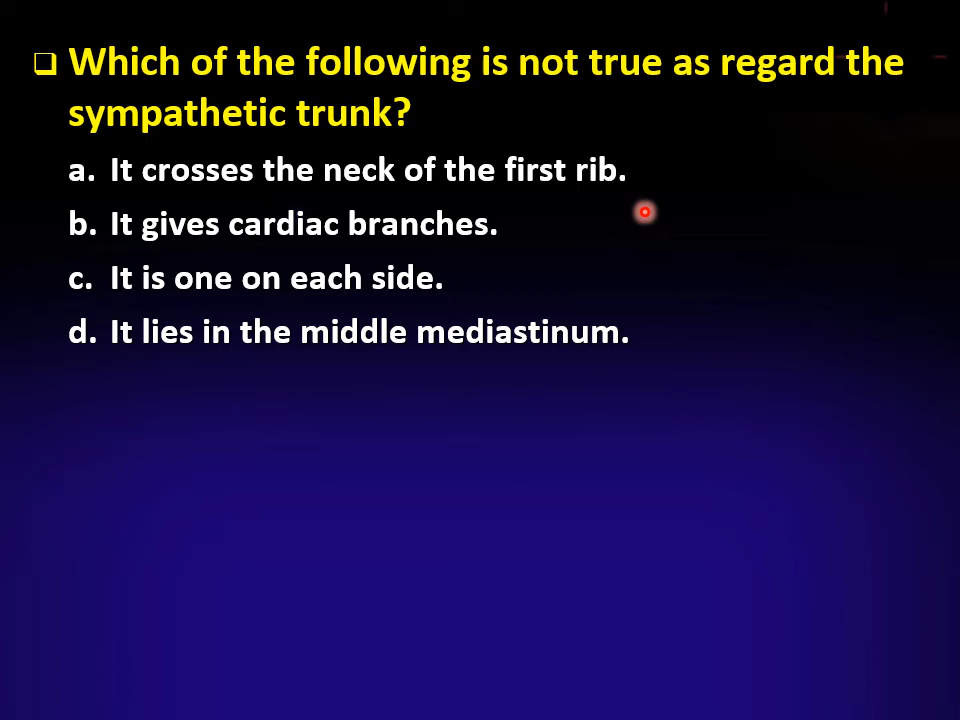 Which of the following is not true as regard the
sympathetic trunk?
a. It crosses the neck of the first rib.
b. It gives cardiac branches.
c. It is one on each side.
d. It lies in the middle mediastinum.